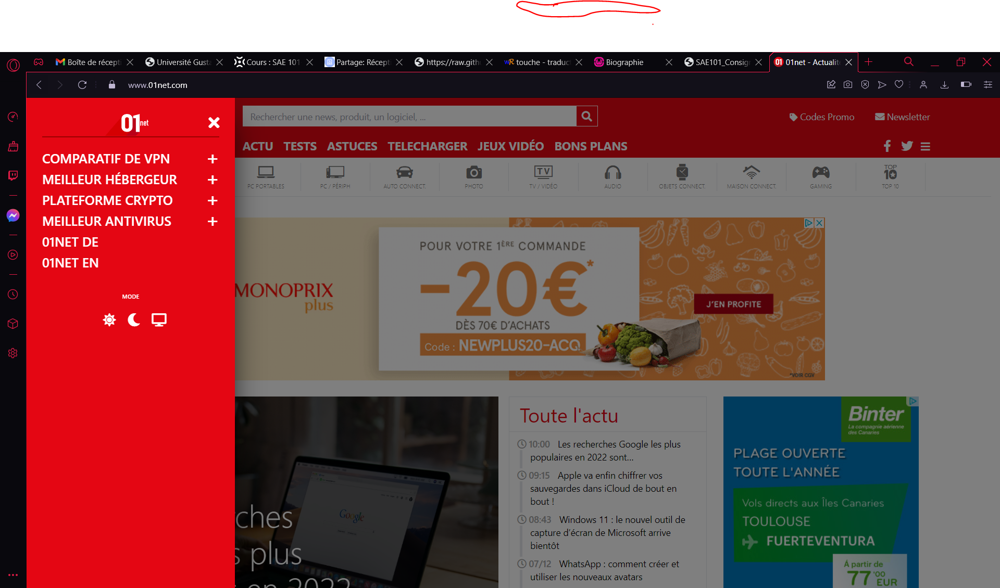 Boîte de récepti
Université Gusta
Cours : SAE 101
Partage: Récepti
https://raw.gith
touche - traduct
Biographie
SAE101_Consign
01 01net - Actualité
www.01net.com
01net
COMPARATIF DE VPN +
MEILLEUR HÉBERGEUR +
PLATEFORME CRYPTO +
MEILLEUR ANTIVIRUS +
01NET DE
01NET EN
MODE
Rechercher une news, produit, un logiciel, ...
Codes Promo
Newsletter
ACTU TESTS ASTUCES TELECHARGER JEUX VIDÉO BONS PLANS
PC PORTABLES
PC / PÉRIPH
AUTO CONNECT.
PHOTO
TV
TV / VIDÉO
AUDIO
OBJETS CONNECT.
MAISON CONNECT.
GAMING
TOP
10
TOP 10
MONOPRIX
plus
POUR VOTRE 1ÈRE COMMANDE
-20€*
DÈS 70€ D'ACHATS
Code : NEWPLUS20-ACQ
J'EN PROFITE
*VOIR CGV
Google
ches
s plus
en 2022
Toute l'actu
10:00 Les recherches Google les plus
populaires en 2022 sont...
09:15 Apple va enfin chiffrer vos
sauvegardes dans iCloud de bout en
bout !
08:43 Windows 11 : le nouvel outil de
capture d'écran de Microsoft arrive
bientôt
07/12 WhatsApp : comment créer et
utiliser les nouveaux avatars
Binter
La compagnie aérienne
des Canaries
PLAGE OUVERTE
TOUTE L'ANNÉE
Vols directs aux Îles Canaries
TOULOUSE
FUERTEVENTURA
À partir de
77'00 EUR